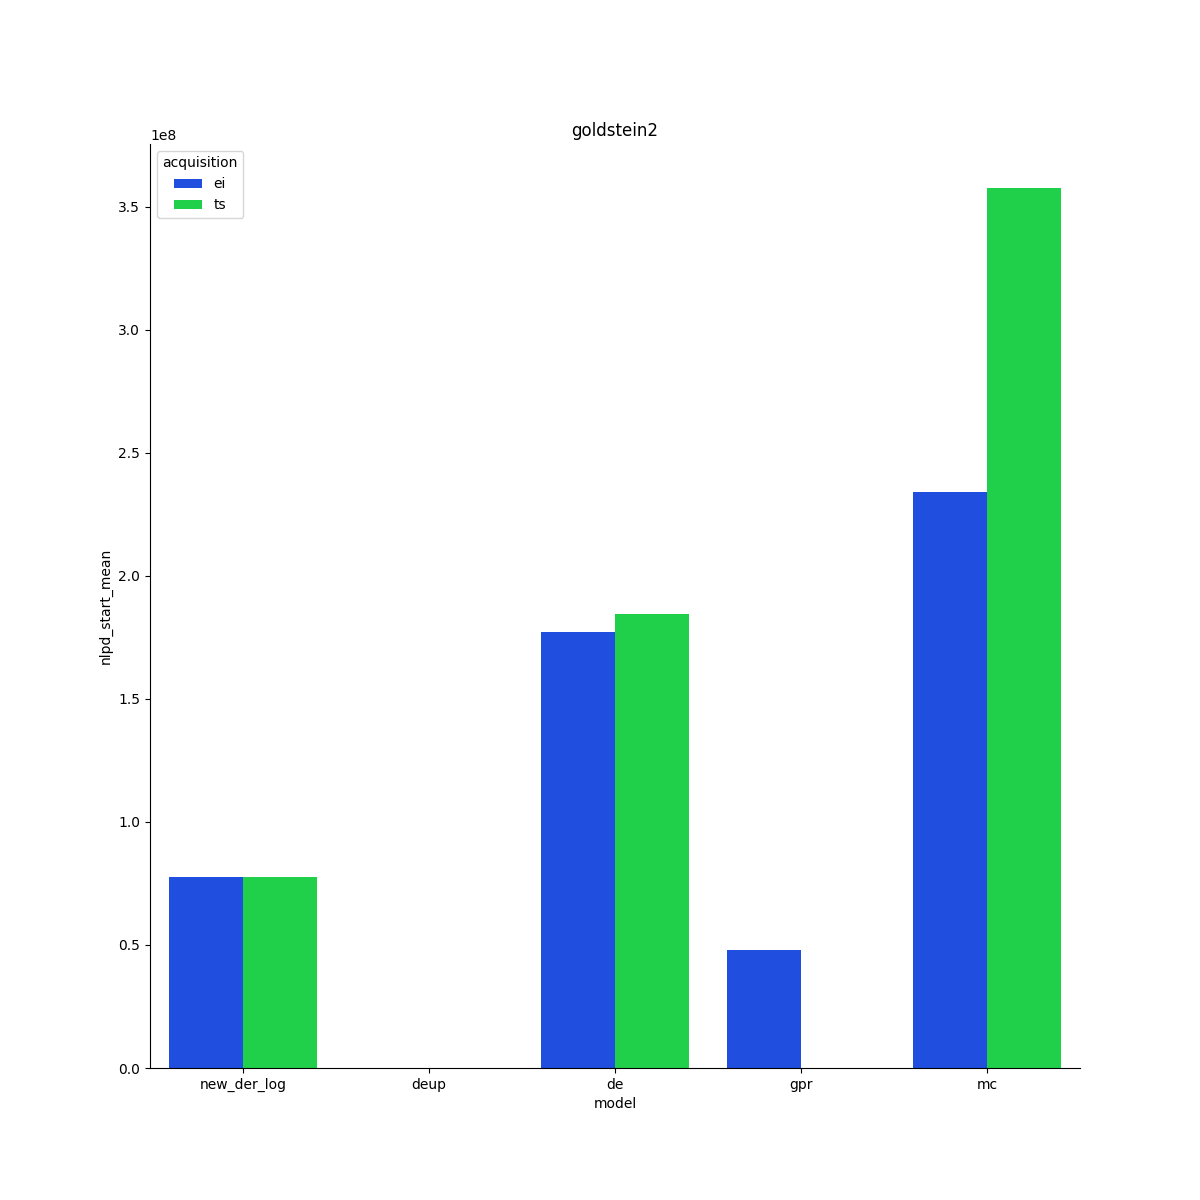 goldstein2
1e8
acquisition
ei
ts
3.5
3.0
2.5
2.0
1.5
1.0
0.5
0.0
nlpd_start_mean
new_der_log deup de gpr mc
model